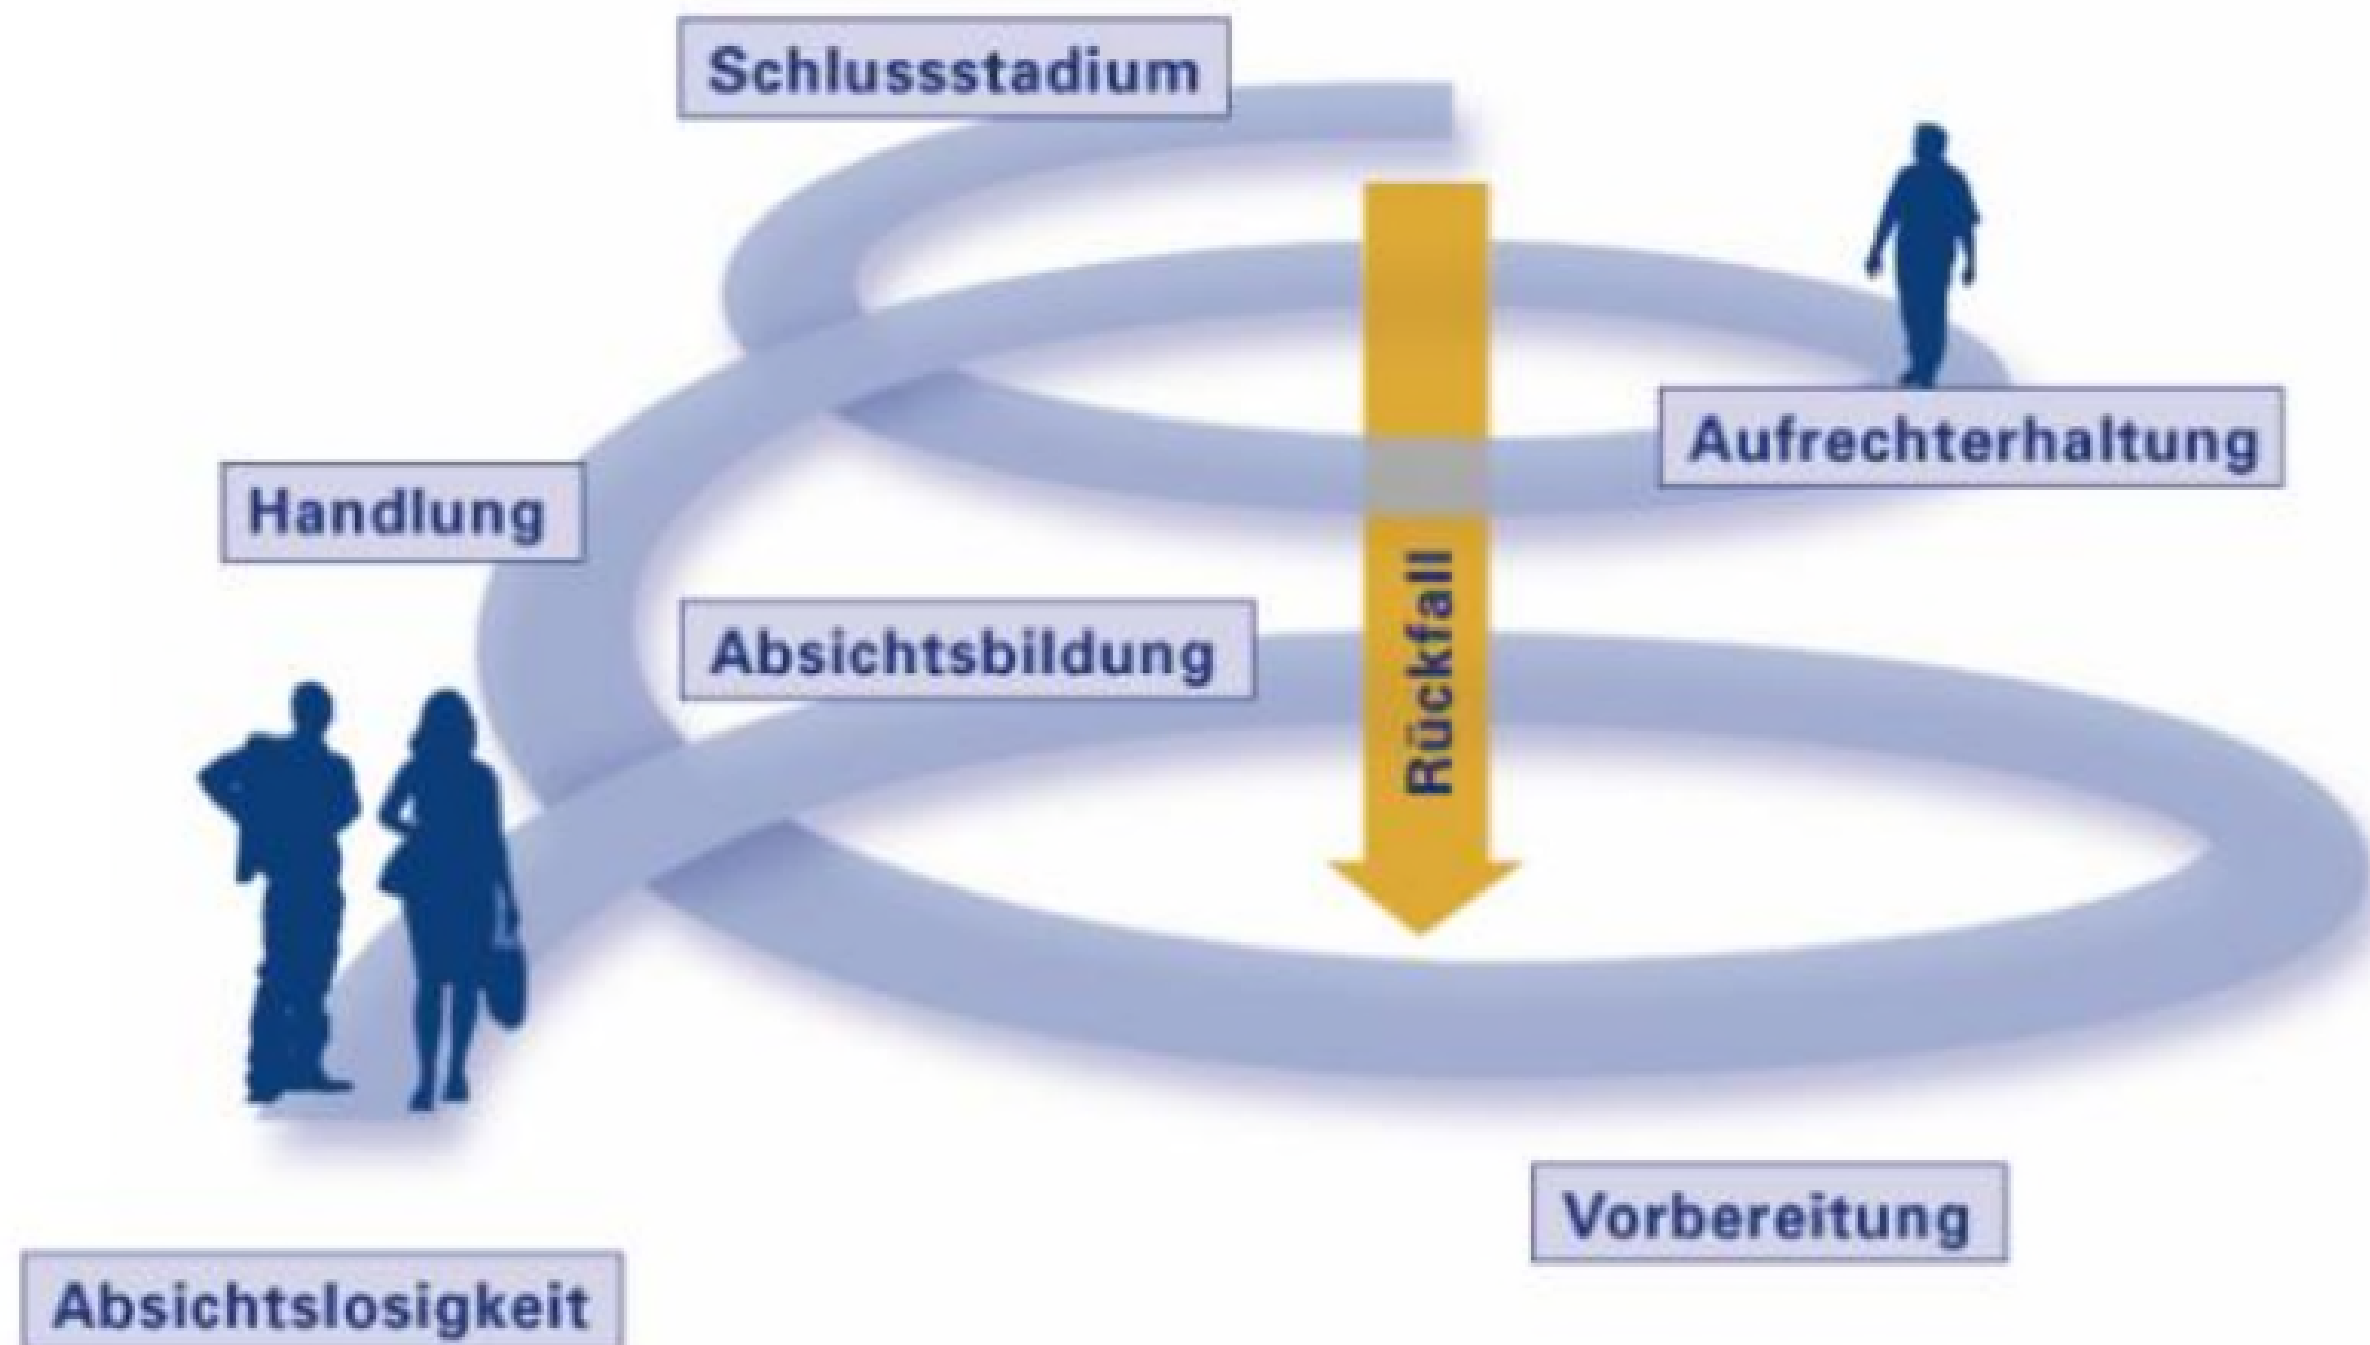 Schlussstadium
Aufrechterhaltung
Handlung
Rückfall
Absichtsbildung
Vorbereitung
Absichtslosigkeit